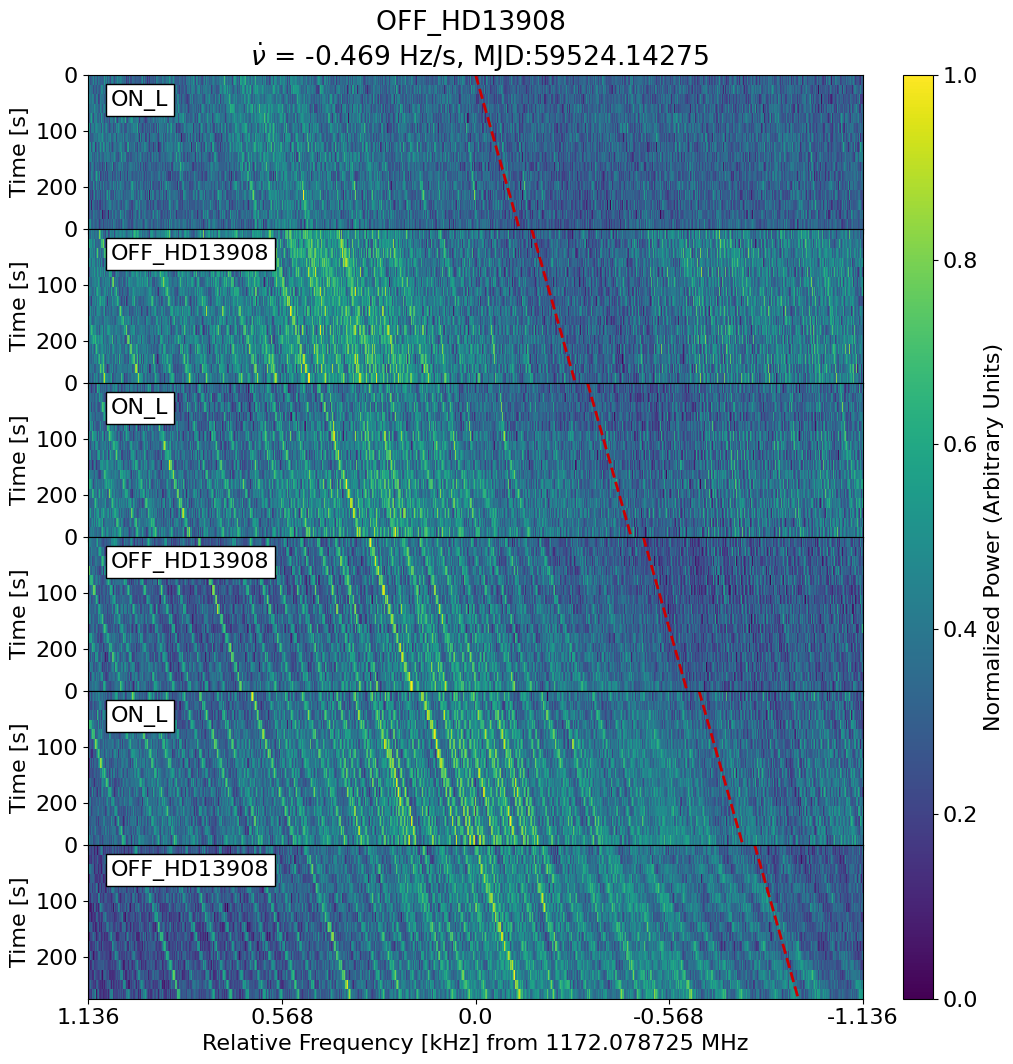 OFF_HD13908
ν̇ = -0.469 Hz/s, MJD:59524.14275
0
ON_L
100
200
Time [s]
0
OFF_HD13908
100
200
Time [s]
0
ON_L
100
200
Time [s]
0
OFF_HD13908
100
200
Time [s]
0
ON_L
100
200
Time [s]
0
OFF_HD13908
100
200
Time [s]
1.136 0.568 0.0 -0.568 -1.136
Relative Frequency [kHz] from 1172.078725 MHz
1.0
0.8
0.6
0.4
0.2
0.0
Normalized Power (Arbitrary Units)